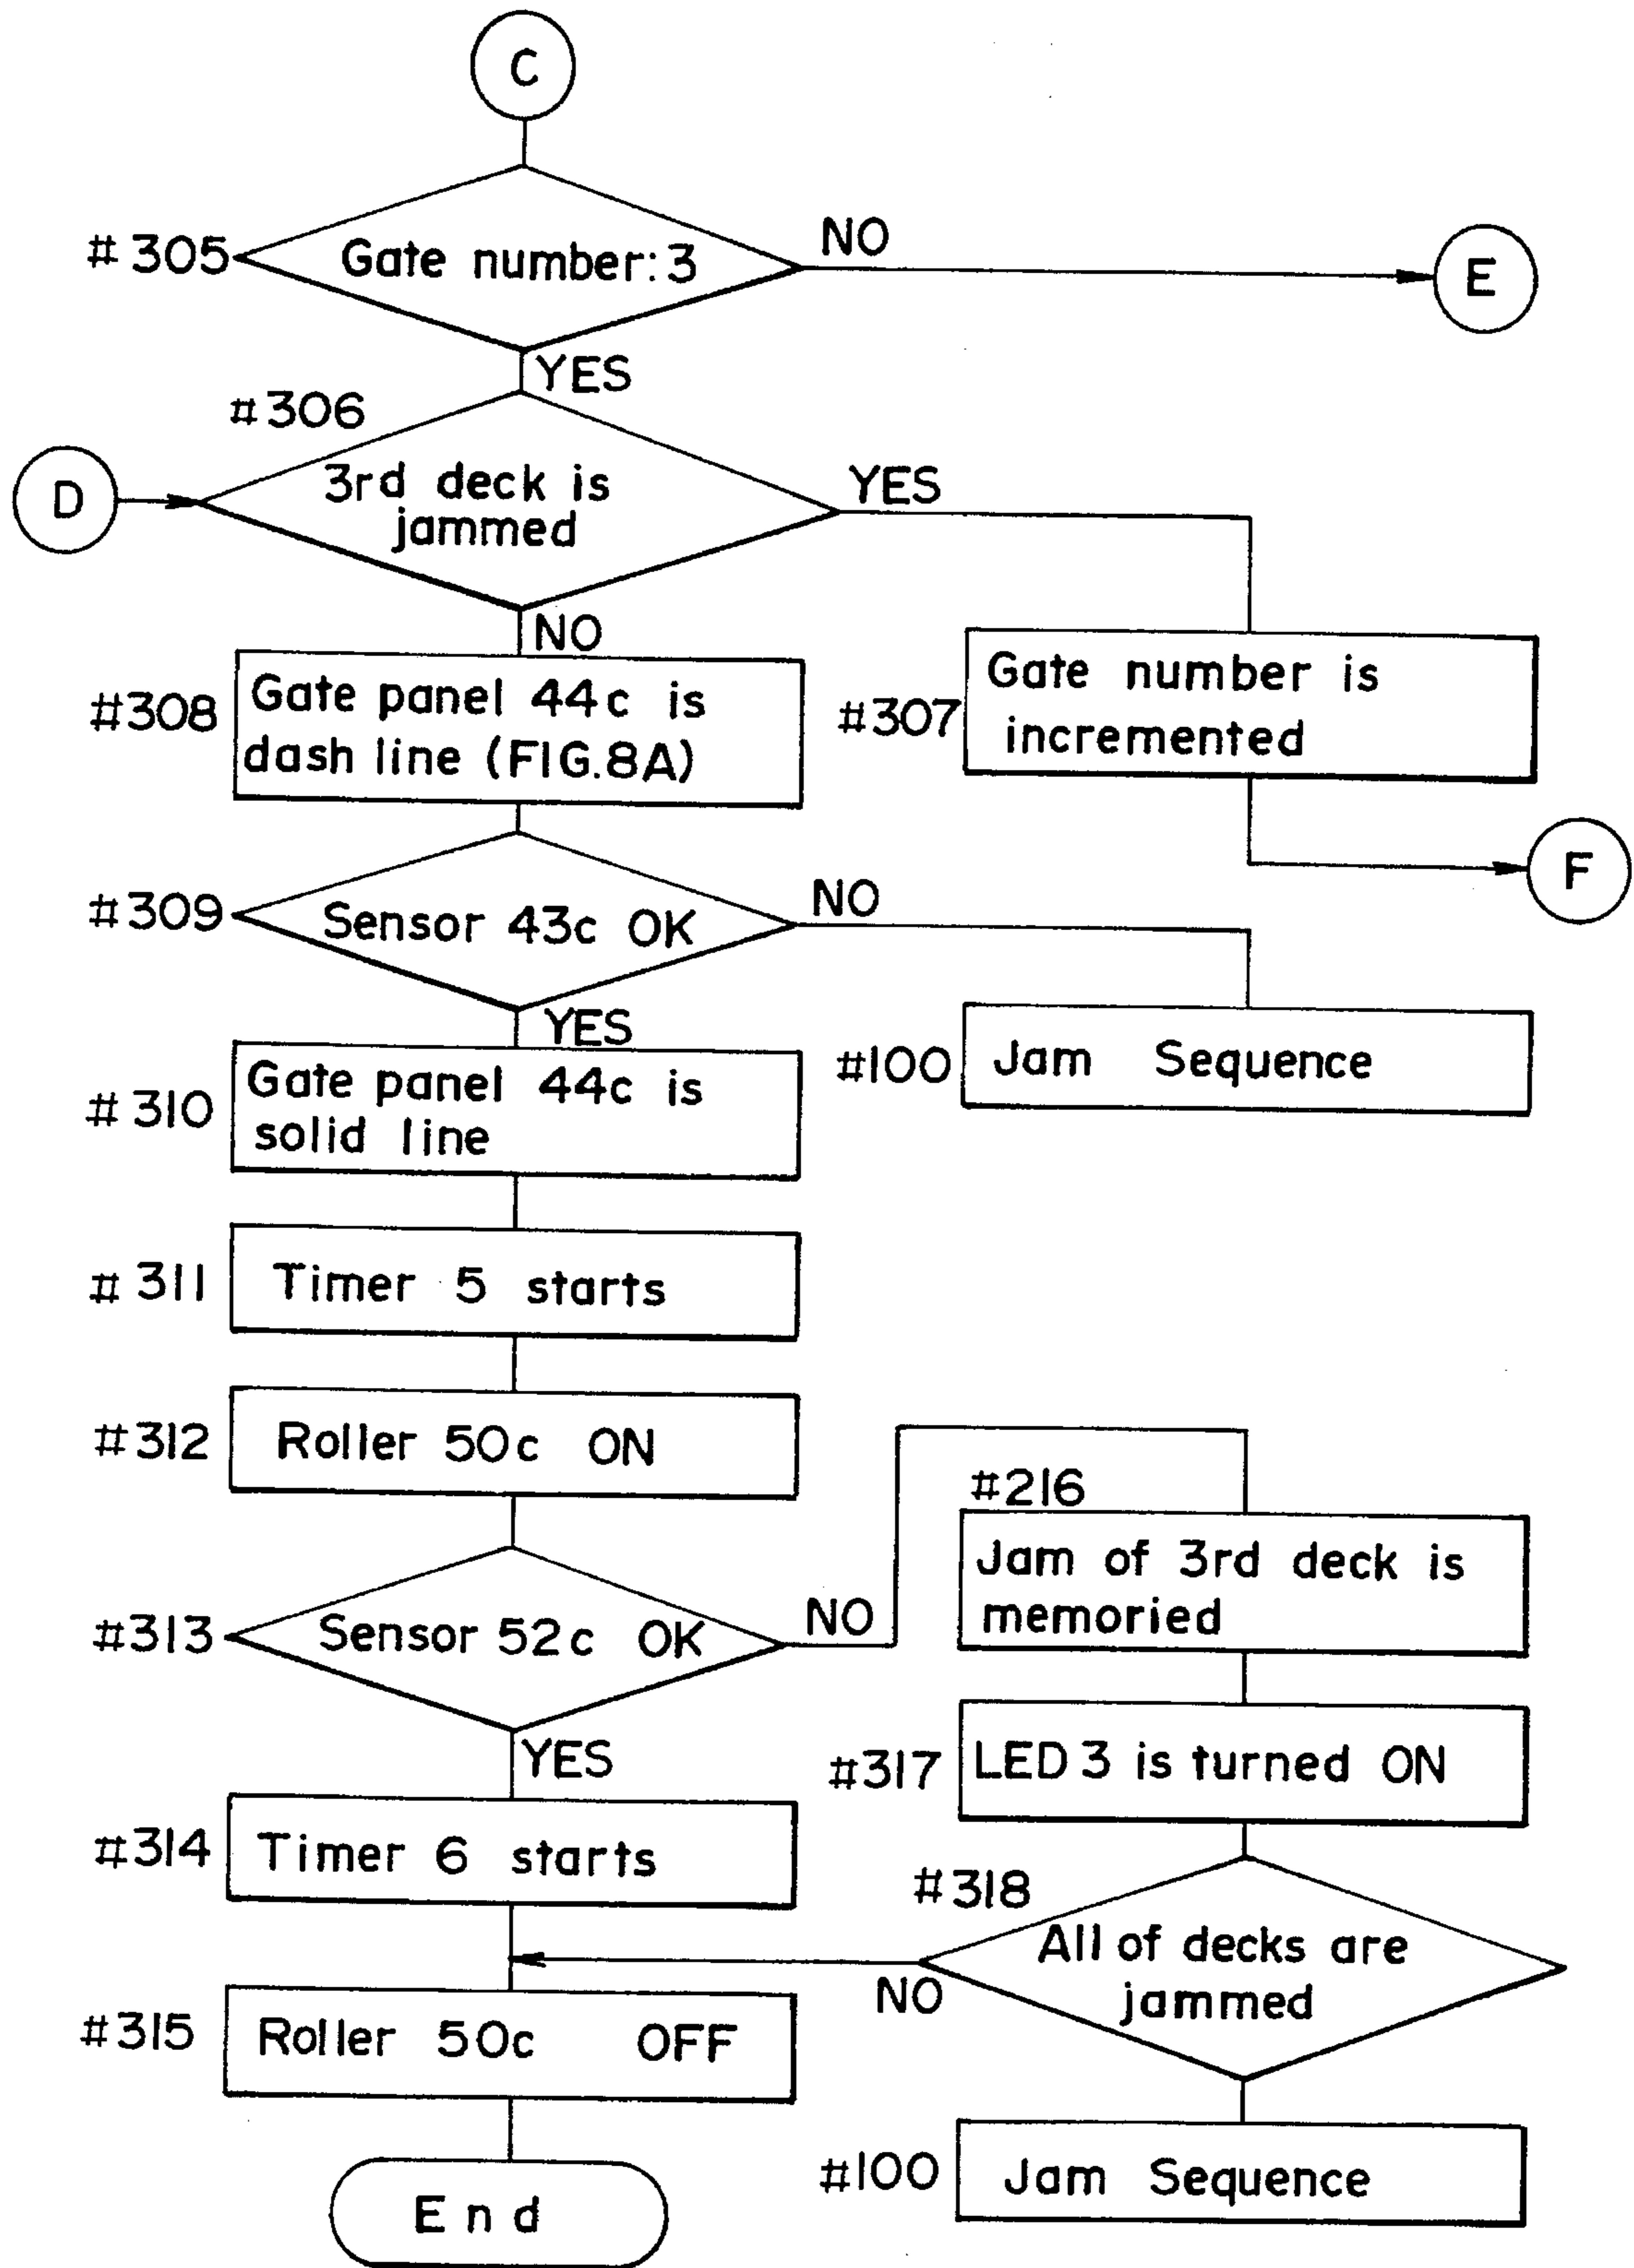 C
#305
Gate number: 3
NO
E
YES
#306
D
3rd deck is
jammed
YES
NO
#308
Gate panel 44c is
dash line (FIG.8A)
#307
Gate number is
incremented
F
#309
Sensor 43c OK
NO
YES
#100
Jam Sequence
#310
Gate panel 44c is
solid line
#311
Timer 5 starts
#312
Roller 50c ON
#216
Jam of 3rd deck is
memoried
#313
Sensor 52c OK
NO
YES
#317
LED 3 is turned ON
#314
Timer 6 starts
#318
All of decks are
jammed
NO
#315
Roller 50c OFF
#100
Jam Sequence
End